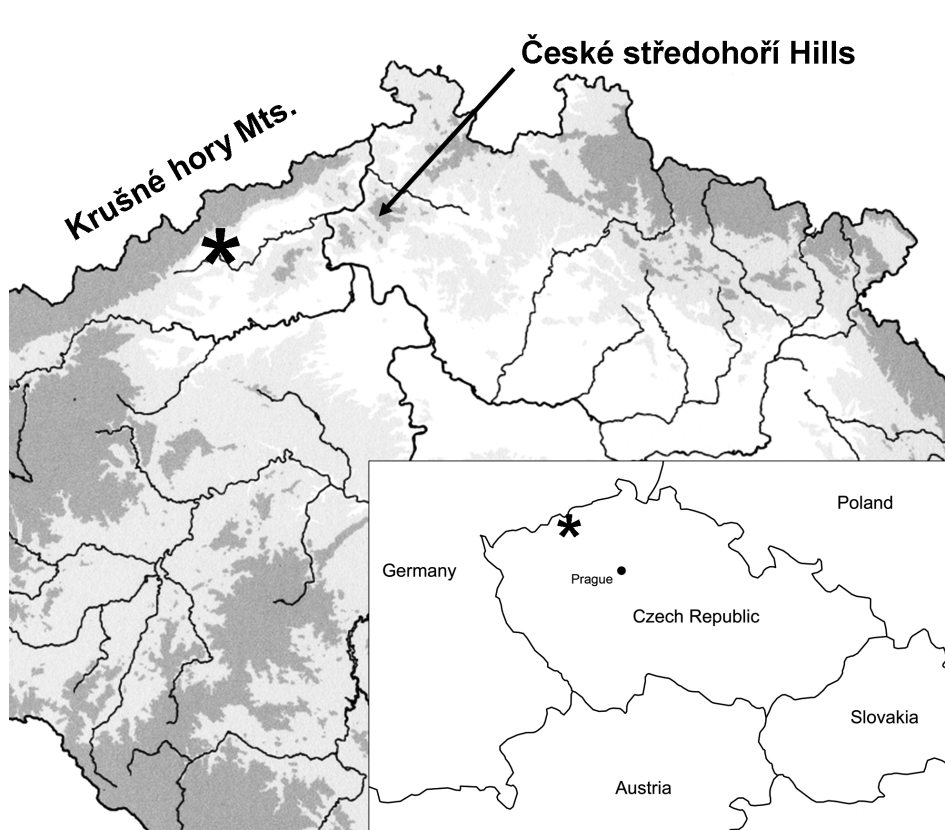 České středohoří Hills
Krušné hory Mts.
*
*
Poland
Germany
Prague
Czech Republic
Slovakia
Austria